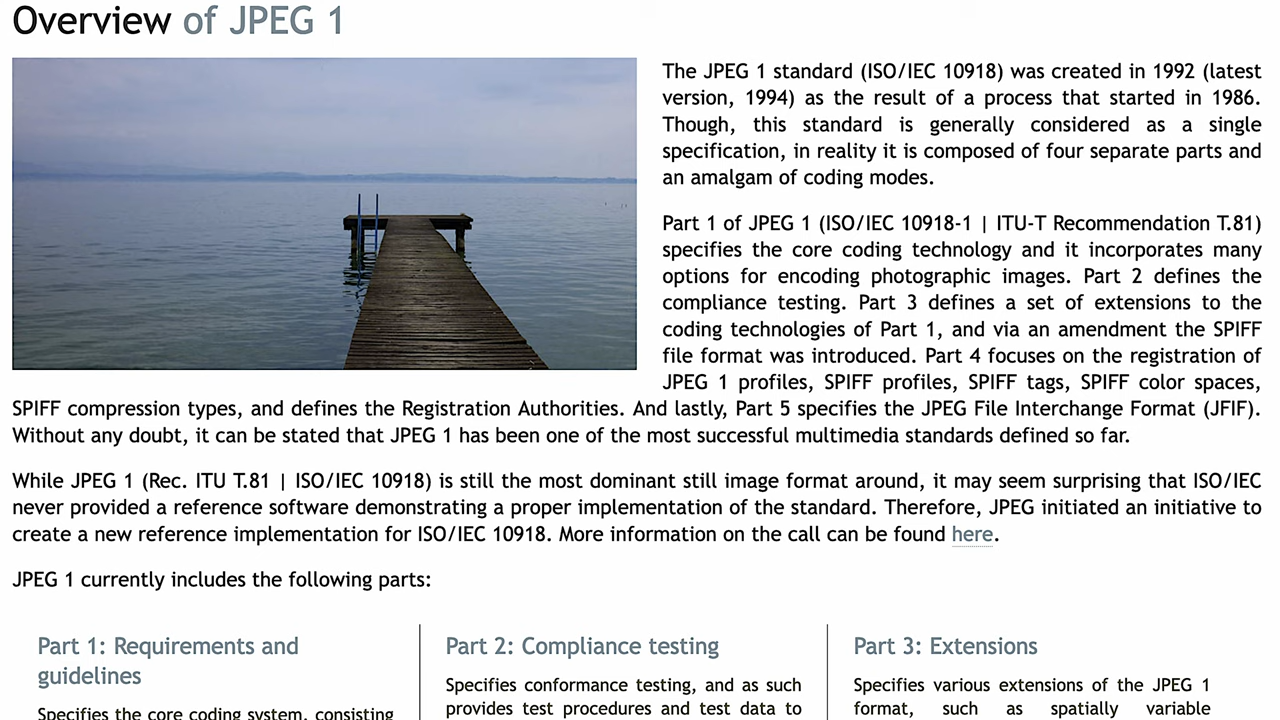 Overview of JPEG 1
The JPEG 1 standard (ISO/IEC 10918) was created in 1992 (latest
version, 1994) as the result of a process that started in 1986.
Though, this standard is generally considered as a single
specification, in reality it is composed of four separate parts and
an amalgam of coding modes.
Part 1 of JPEG 1 (ISO/IEC 10918-1 | ITU-T Recommendation T.81)
specifies the core coding technology and it incorporates many
options for encoding photographic images. Part 2 defines the
compliance testing. Part 3 defines a set of extensions to the
coding technologies of Part 1, and via an amendment the SPIFF
file format was introduced. Part 4 focuses on the registration of
JPEG 1 profiles, SPIFF profiles, SPIFF tags, SPIFF color spaces,
SPIFF compression types, and defines the Registration Authorities. And lastly, Part 5 specifies the JPEG File Interchange Format (JFIF).
Without any doubt, it can be stated that JPEG 1 has been one of the most successful multimedia standards defined so far.
While JPEG 1 (Rec. ITU T.81 | ISO/IEC 10918) is still the most dominant still image format around, it may seem surprising that ISO/IEC
never provided a reference software demonstrating a proper implementation of the standard. Therefore, JPEG initiated an initiative to
create a new reference implementation for ISO/IEC 10918. More information on the call can be found here.
JPEG 1 currently includes the following parts:
Part 1: Requirements and
guidelines
Specifies the core coding system, consisting
Part 2: Compliance testing
Specifies conformance testing, and as such
provides test procedures and test data to
Part 3: Extensions
Specifies various extensions of the JPEG 1
format, such as spatially variable